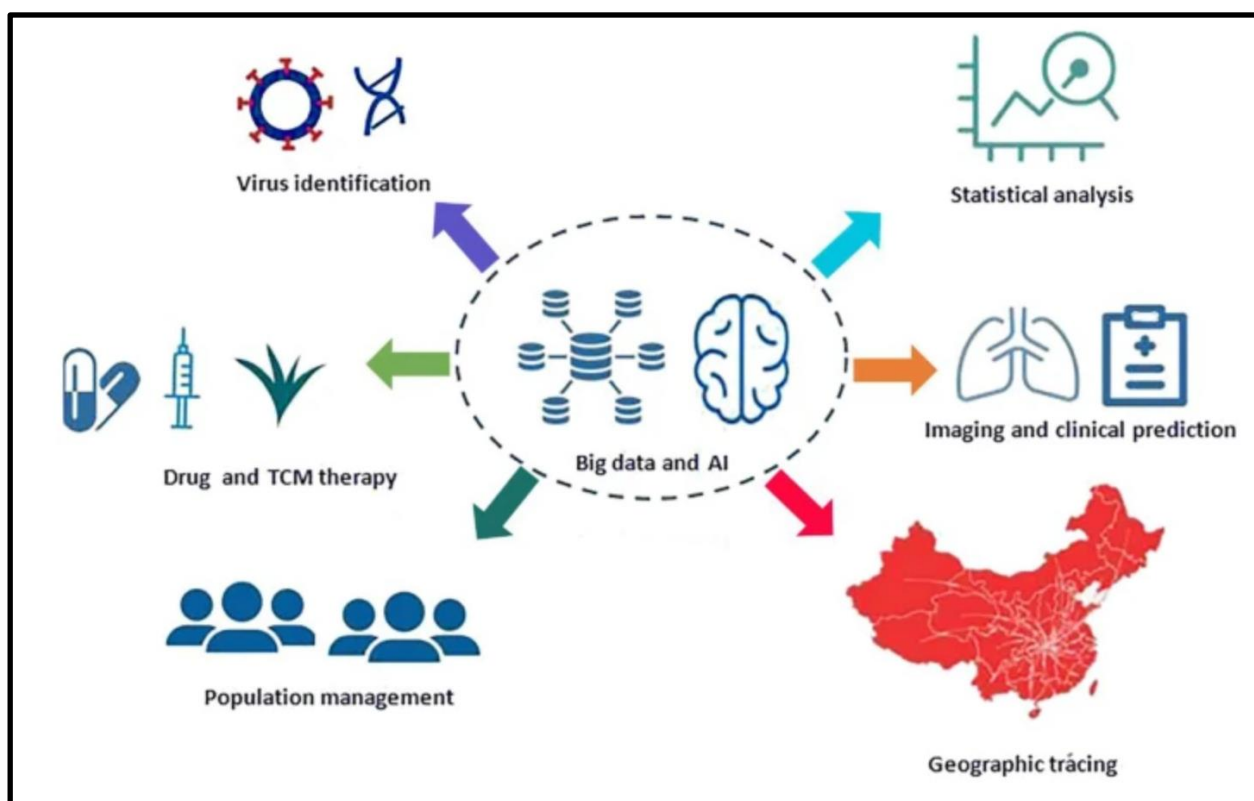 Virus identification
Statistical analysis
Drug and TCM therapy
Big data and AI
Imaging and clinical prediction
Population management
Geographic trácing